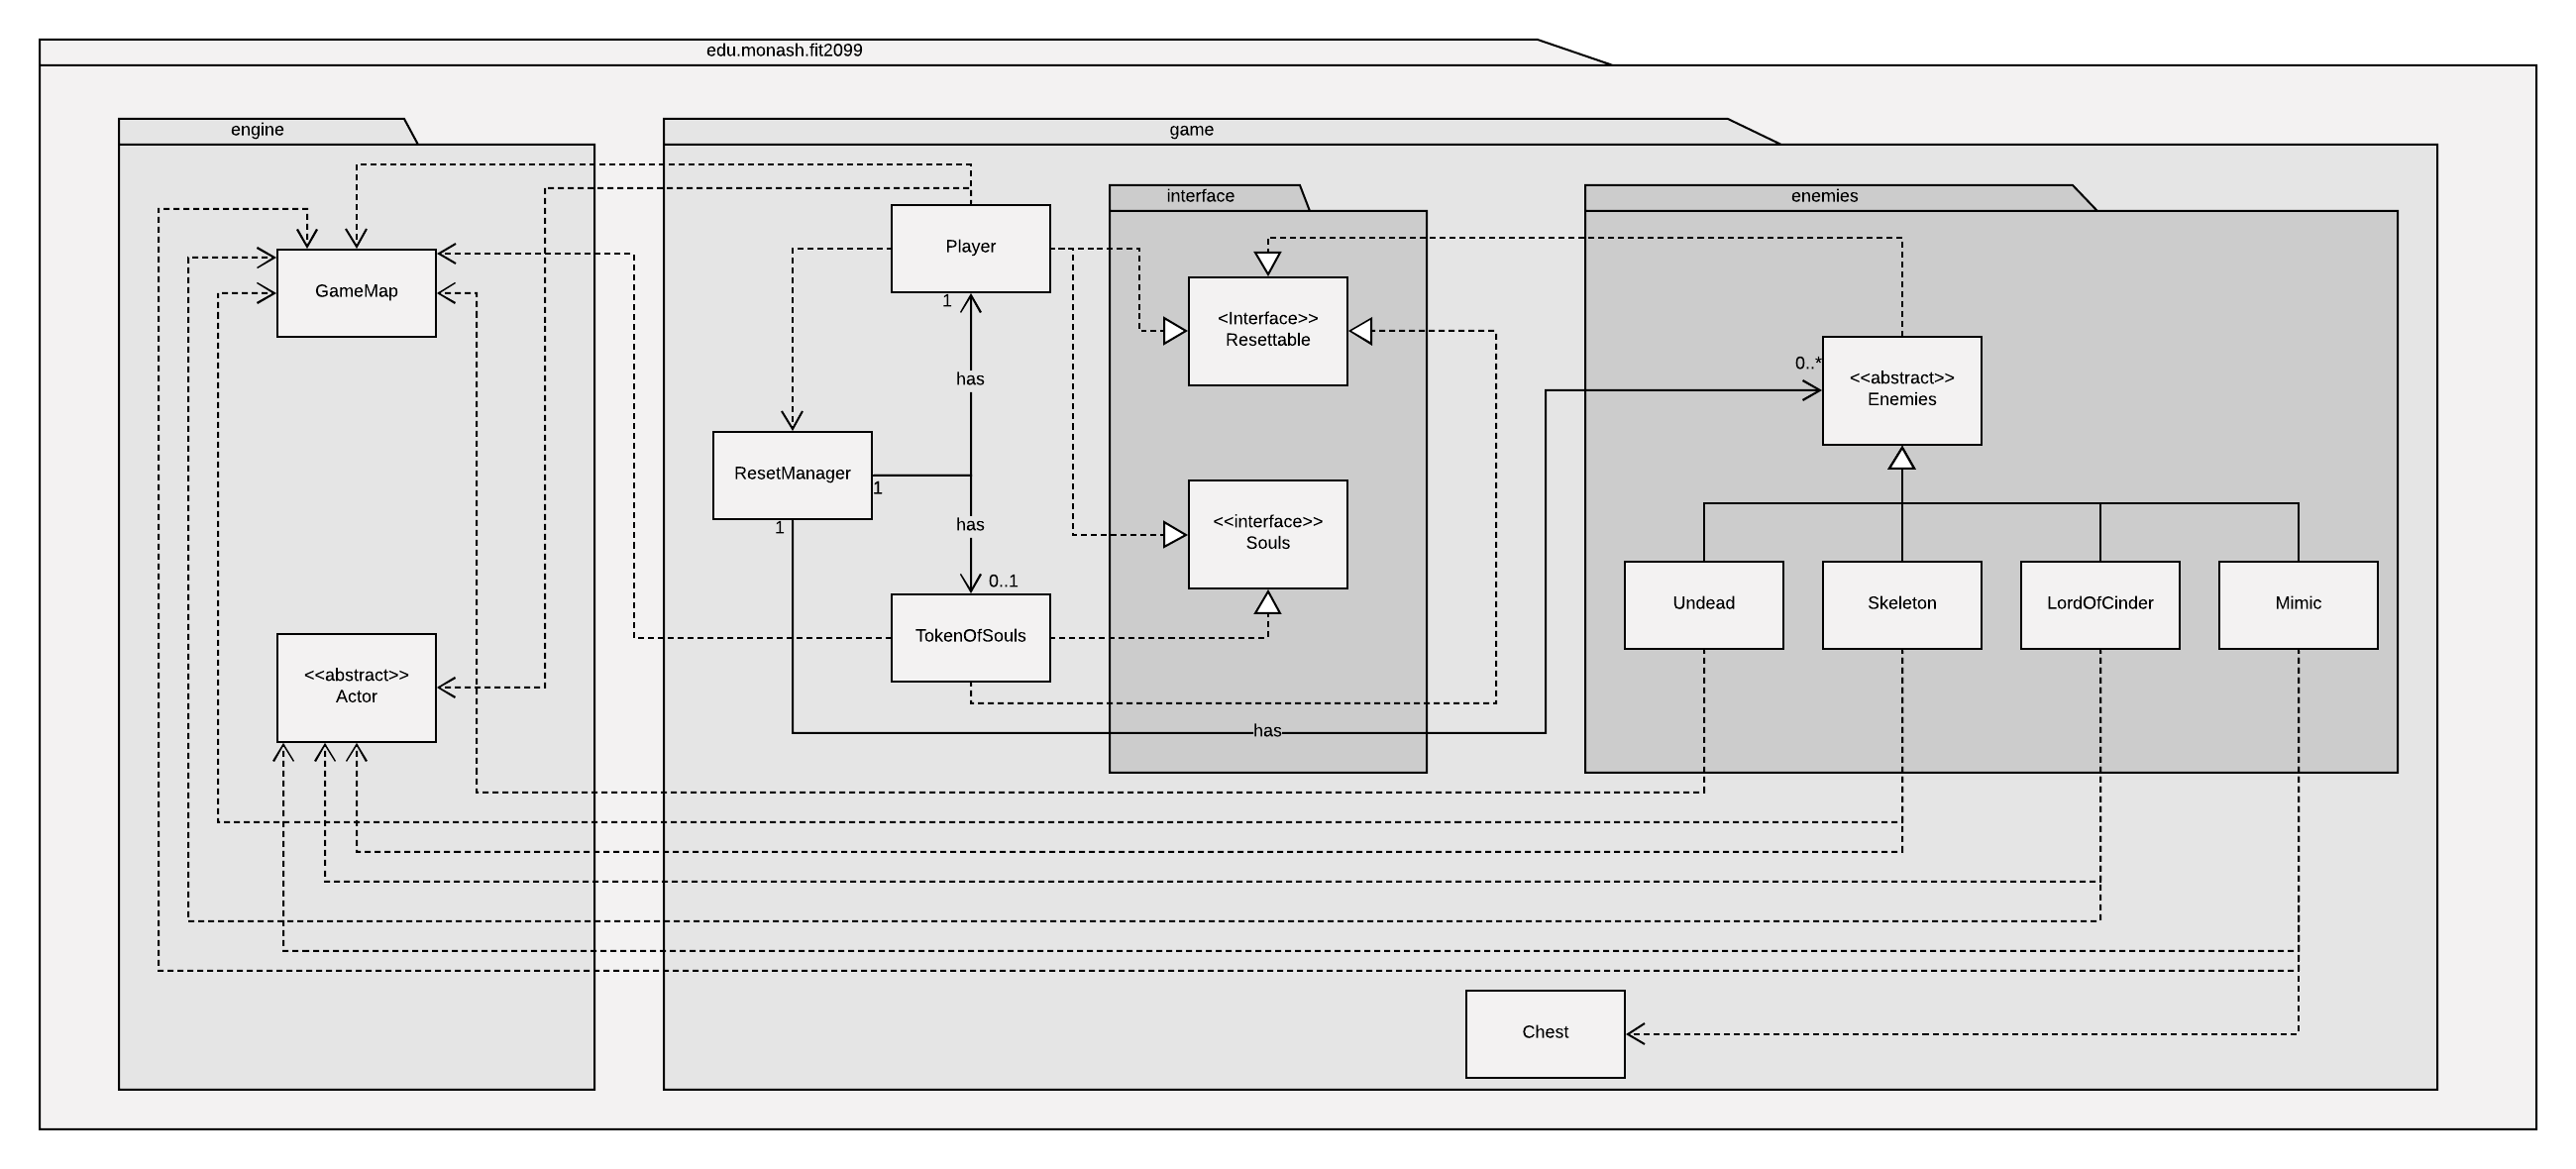 edu.monash.fit2099
engine
game
interface
enemies
Player
GameMap
1
<Interface>>
Resettable
has
0..*
<<abstract>>
Enemies
ResetManager
1
1
has
<<interface>>
Souls
0..1
Undead
Skeleton
LordOfCinder
Mimic
TokenOfSouls
<<abstract>>
Actor
has
Chest